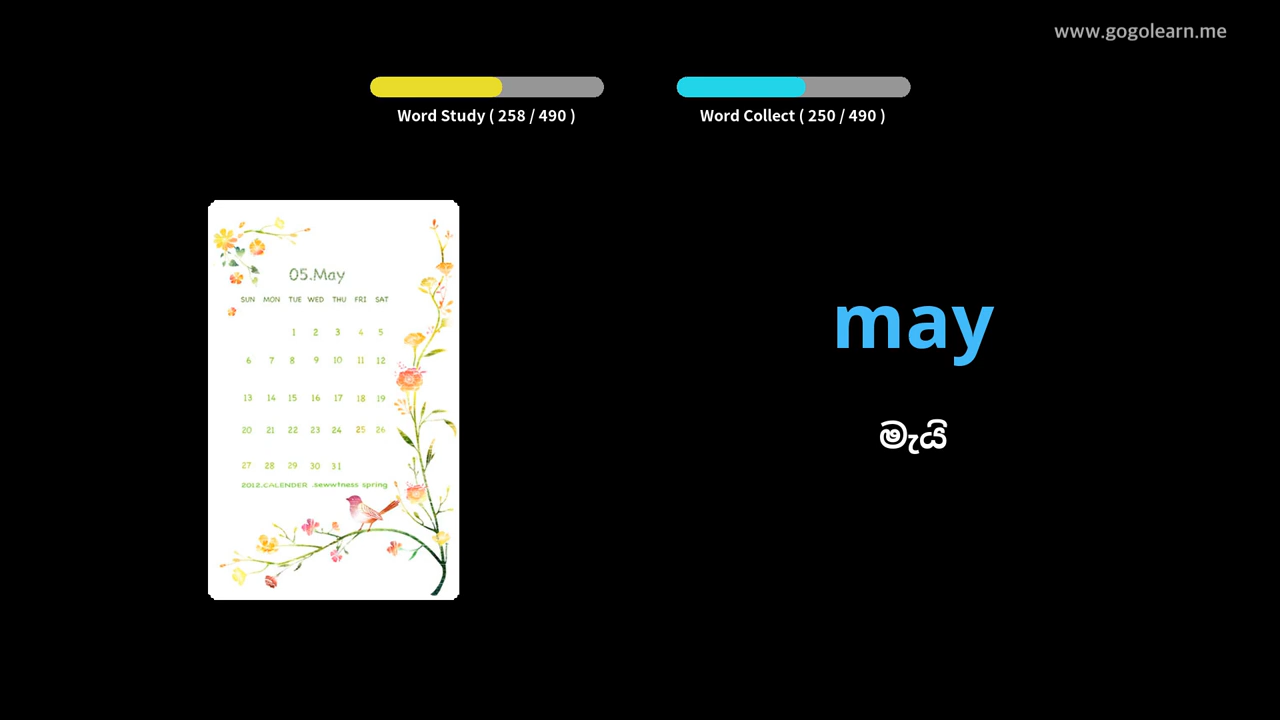 www.gogolearn.me
Word Study ( 258 / 490 )
Word Collect ( 250 / 490 )
05.May
SUN MON TUE WED THU FRI SAT
1 2 3 4 5
6 7 8 9 10 11 12
13 14 15 16 17 18 19
20 21 22 23 24 25 26
27 28 29 30 31
2012.CALENDER .sewwtness spring
may
මැයි